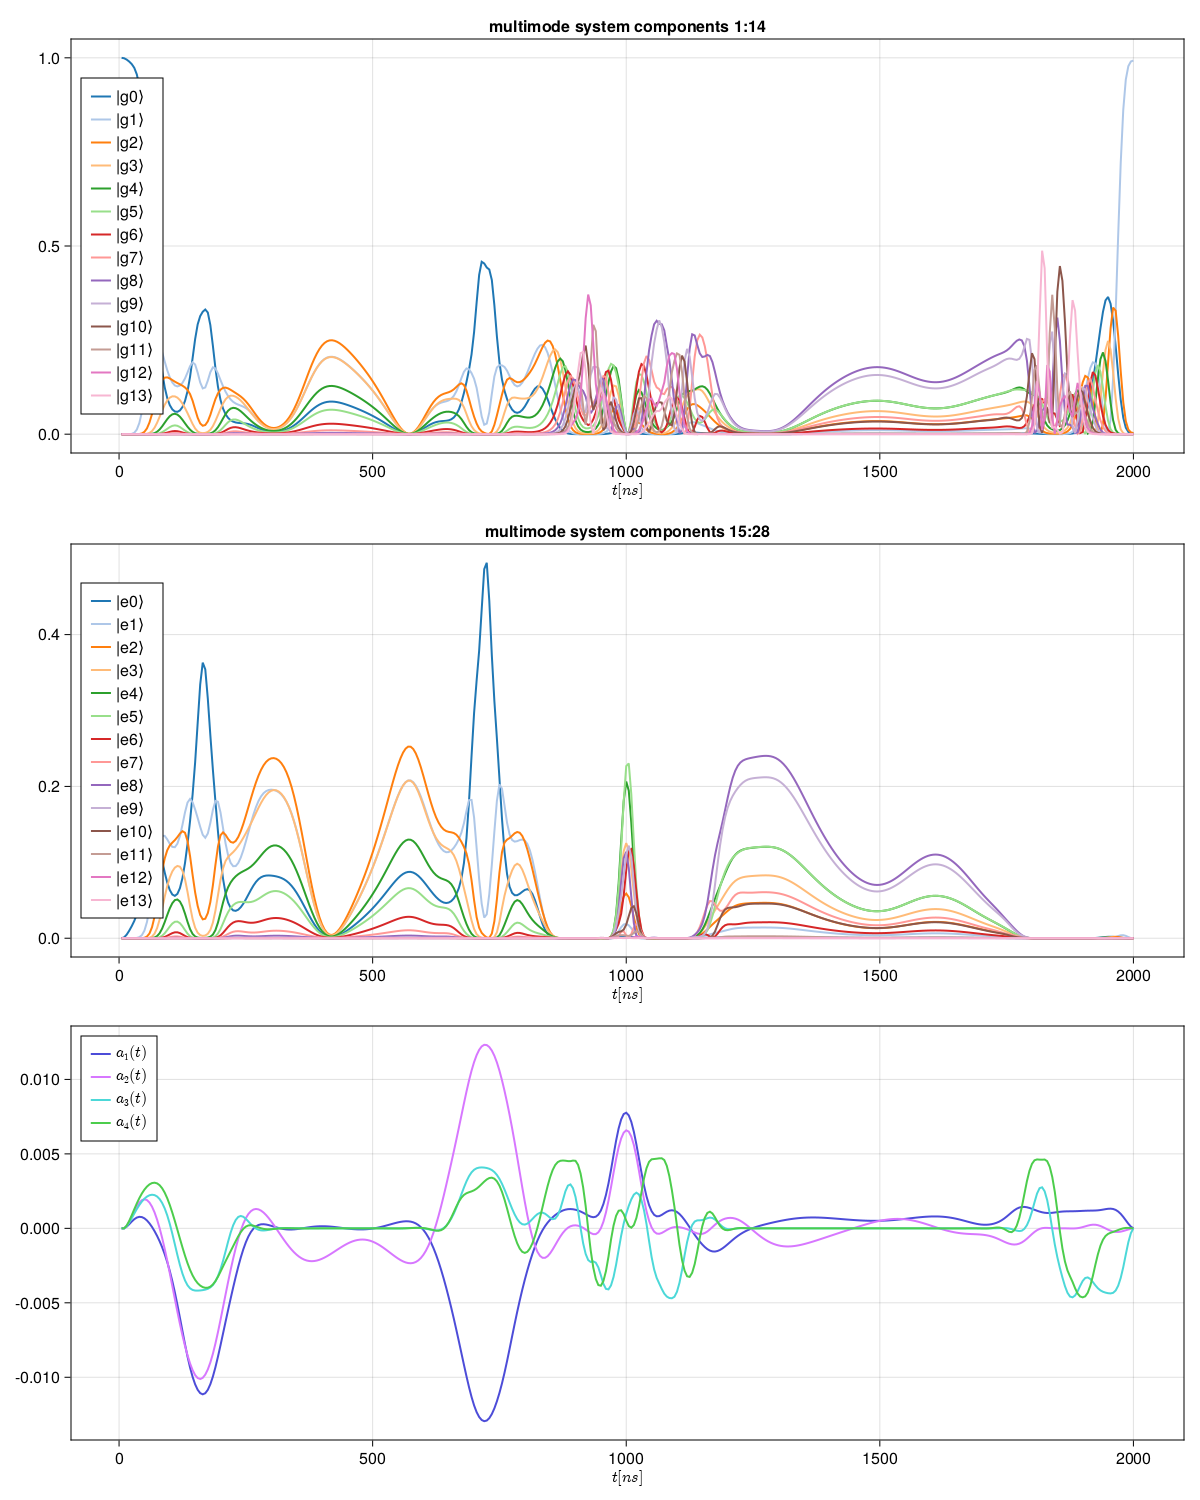 multimode system components 1:14
1.0
0.5
0.0
|g0⟩
|g1⟩
|g2⟩
|g3⟩
|g4⟩
|g5⟩
|g6⟩
|g7⟩
|g8⟩
|g9⟩
|g10⟩
|g11⟩
|g12⟩
|g13⟩
0 500 1000 1500 2000
t[ns]
multimode system components 15:28
0.4
0.2
0.0
|e0⟩
|e1⟩
|e2⟩
|e3⟩
|e4⟩
|e5⟩
|e6⟩
|e7⟩
|e8⟩
|e9⟩
|e10⟩
|e11⟩
|e12⟩
|e13⟩
0 500 1000 1500 2000
t[ns]
0.010
0.005
0.000
-0.005
-0.010
a₁(t)
a₂(t)
a₃(t)
a₄(t)
0 500 1000 1500 2000
t[ns]